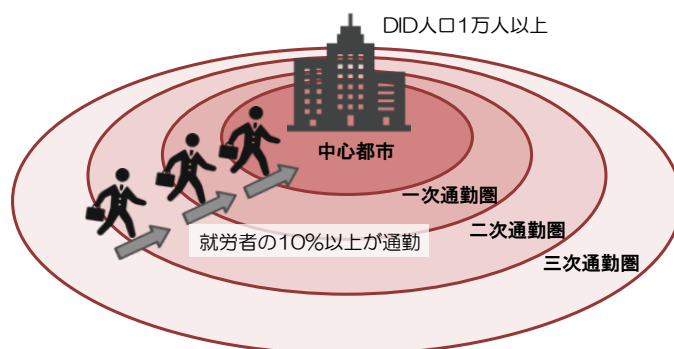 DID人口1万人以上
中心都市
一次通勤圏
二次通勤圏
就労者の10%以上が通勤
三次通勤圏